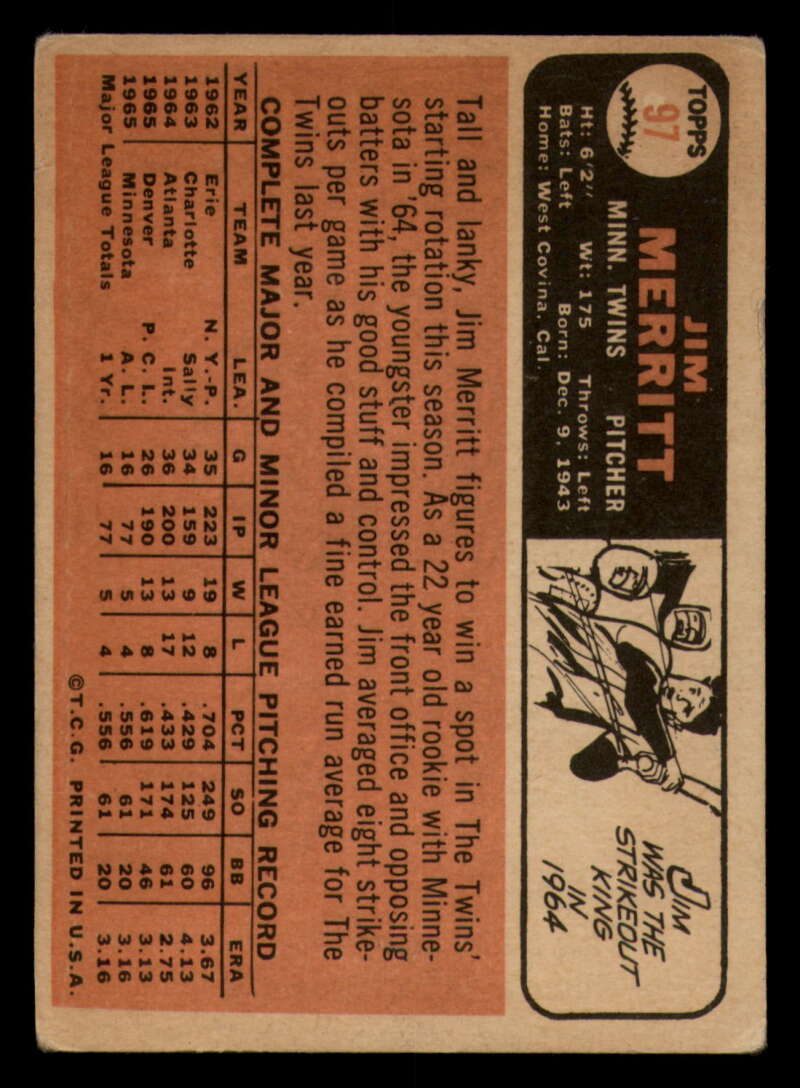 TOPPS
97
JIM
MERRITT
MINN. TWINS PITCHER
Ht: 6'2" Wt: 175 Throws: Left
Bats: Left Born: Dec. 9, 1943
Home: West Covina, Cal.
JIM
WAS THE
STRIKEOUT
KING
IN
1964
Tall and lanky, Jim Merritt figures to win a spot in The Twins'
starting rotation this season. As a 22 year old rookie with Minne-
sota in '64, the youngster impressed the front office and opposing
batters with his good stuff and control. Jim averaged eight strike-
outs per game as he compiled a fine earned run average for The
Twins last year.
COMPLETE MAJOR AND MINOR LEAGUE PITCHING RECORD
YEAR TEAM LEA. G IP W L PCT SO BB ERA
1962 Erie N. Y.-P. 35 223 19 8 .704 249 96 3.67
1963 Charlotte Sally 34 159 9 12 .429 125 60 4.13
1964 Atlanta Int. 36 200 13 17 .433 174 61 2.75
1965 Denver P. C. L. 26 190 13 8 .619 171 46 3.13
1965 Minnesota A. L. 16 77 5 4 .556 61 20 3.16
Major League Totals 1 Yr. 16 77 5 4 .556 61 20 3.16
©T.C.G. PRINTED IN U.S.A.